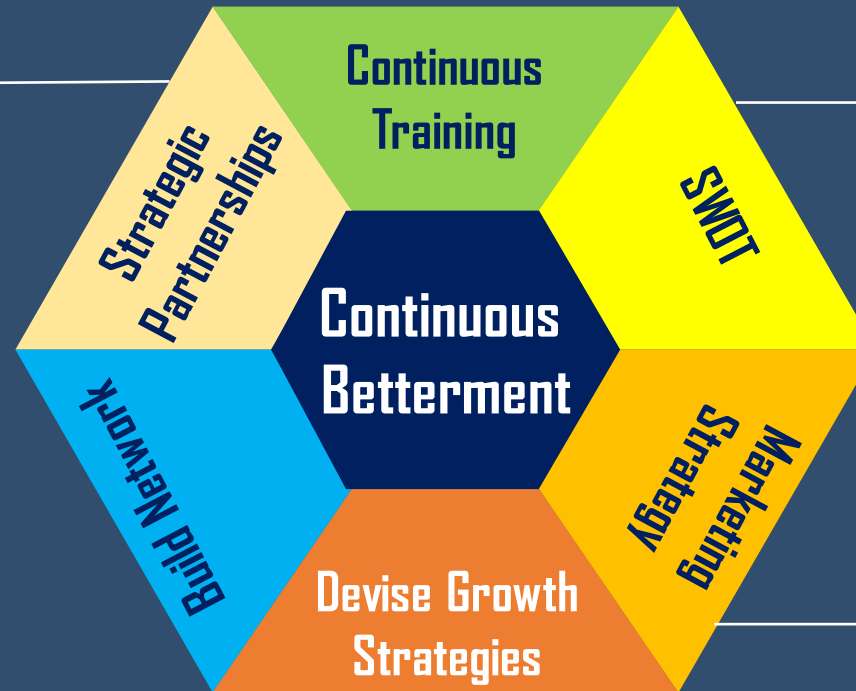 Continuous
Training
SWOT
Marketing
Strategy
Devise Growth
Strategies
Build Network
Strategic
Partnerships
Continuous
Betterment